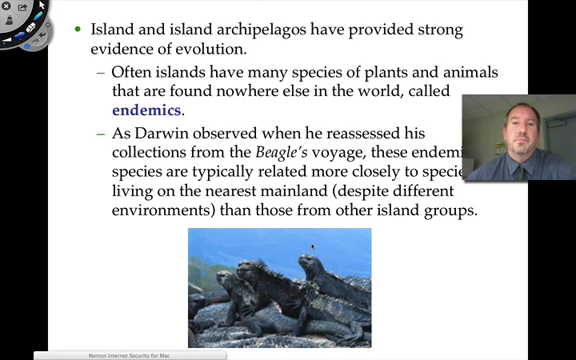 Island and island archipelagos have provided strong
evidence of evolution.
– Often islands have many species of plants and animals
that are found nowhere else in the world, called
endemics.
– As Darwin observed when he reassessed his
collections from the Beagle's voyage, these endemi
species are typically related more closely to specie
living on the nearest mainland (despite different
environments) than those from other island groups.
Norton Internet Security for Mac